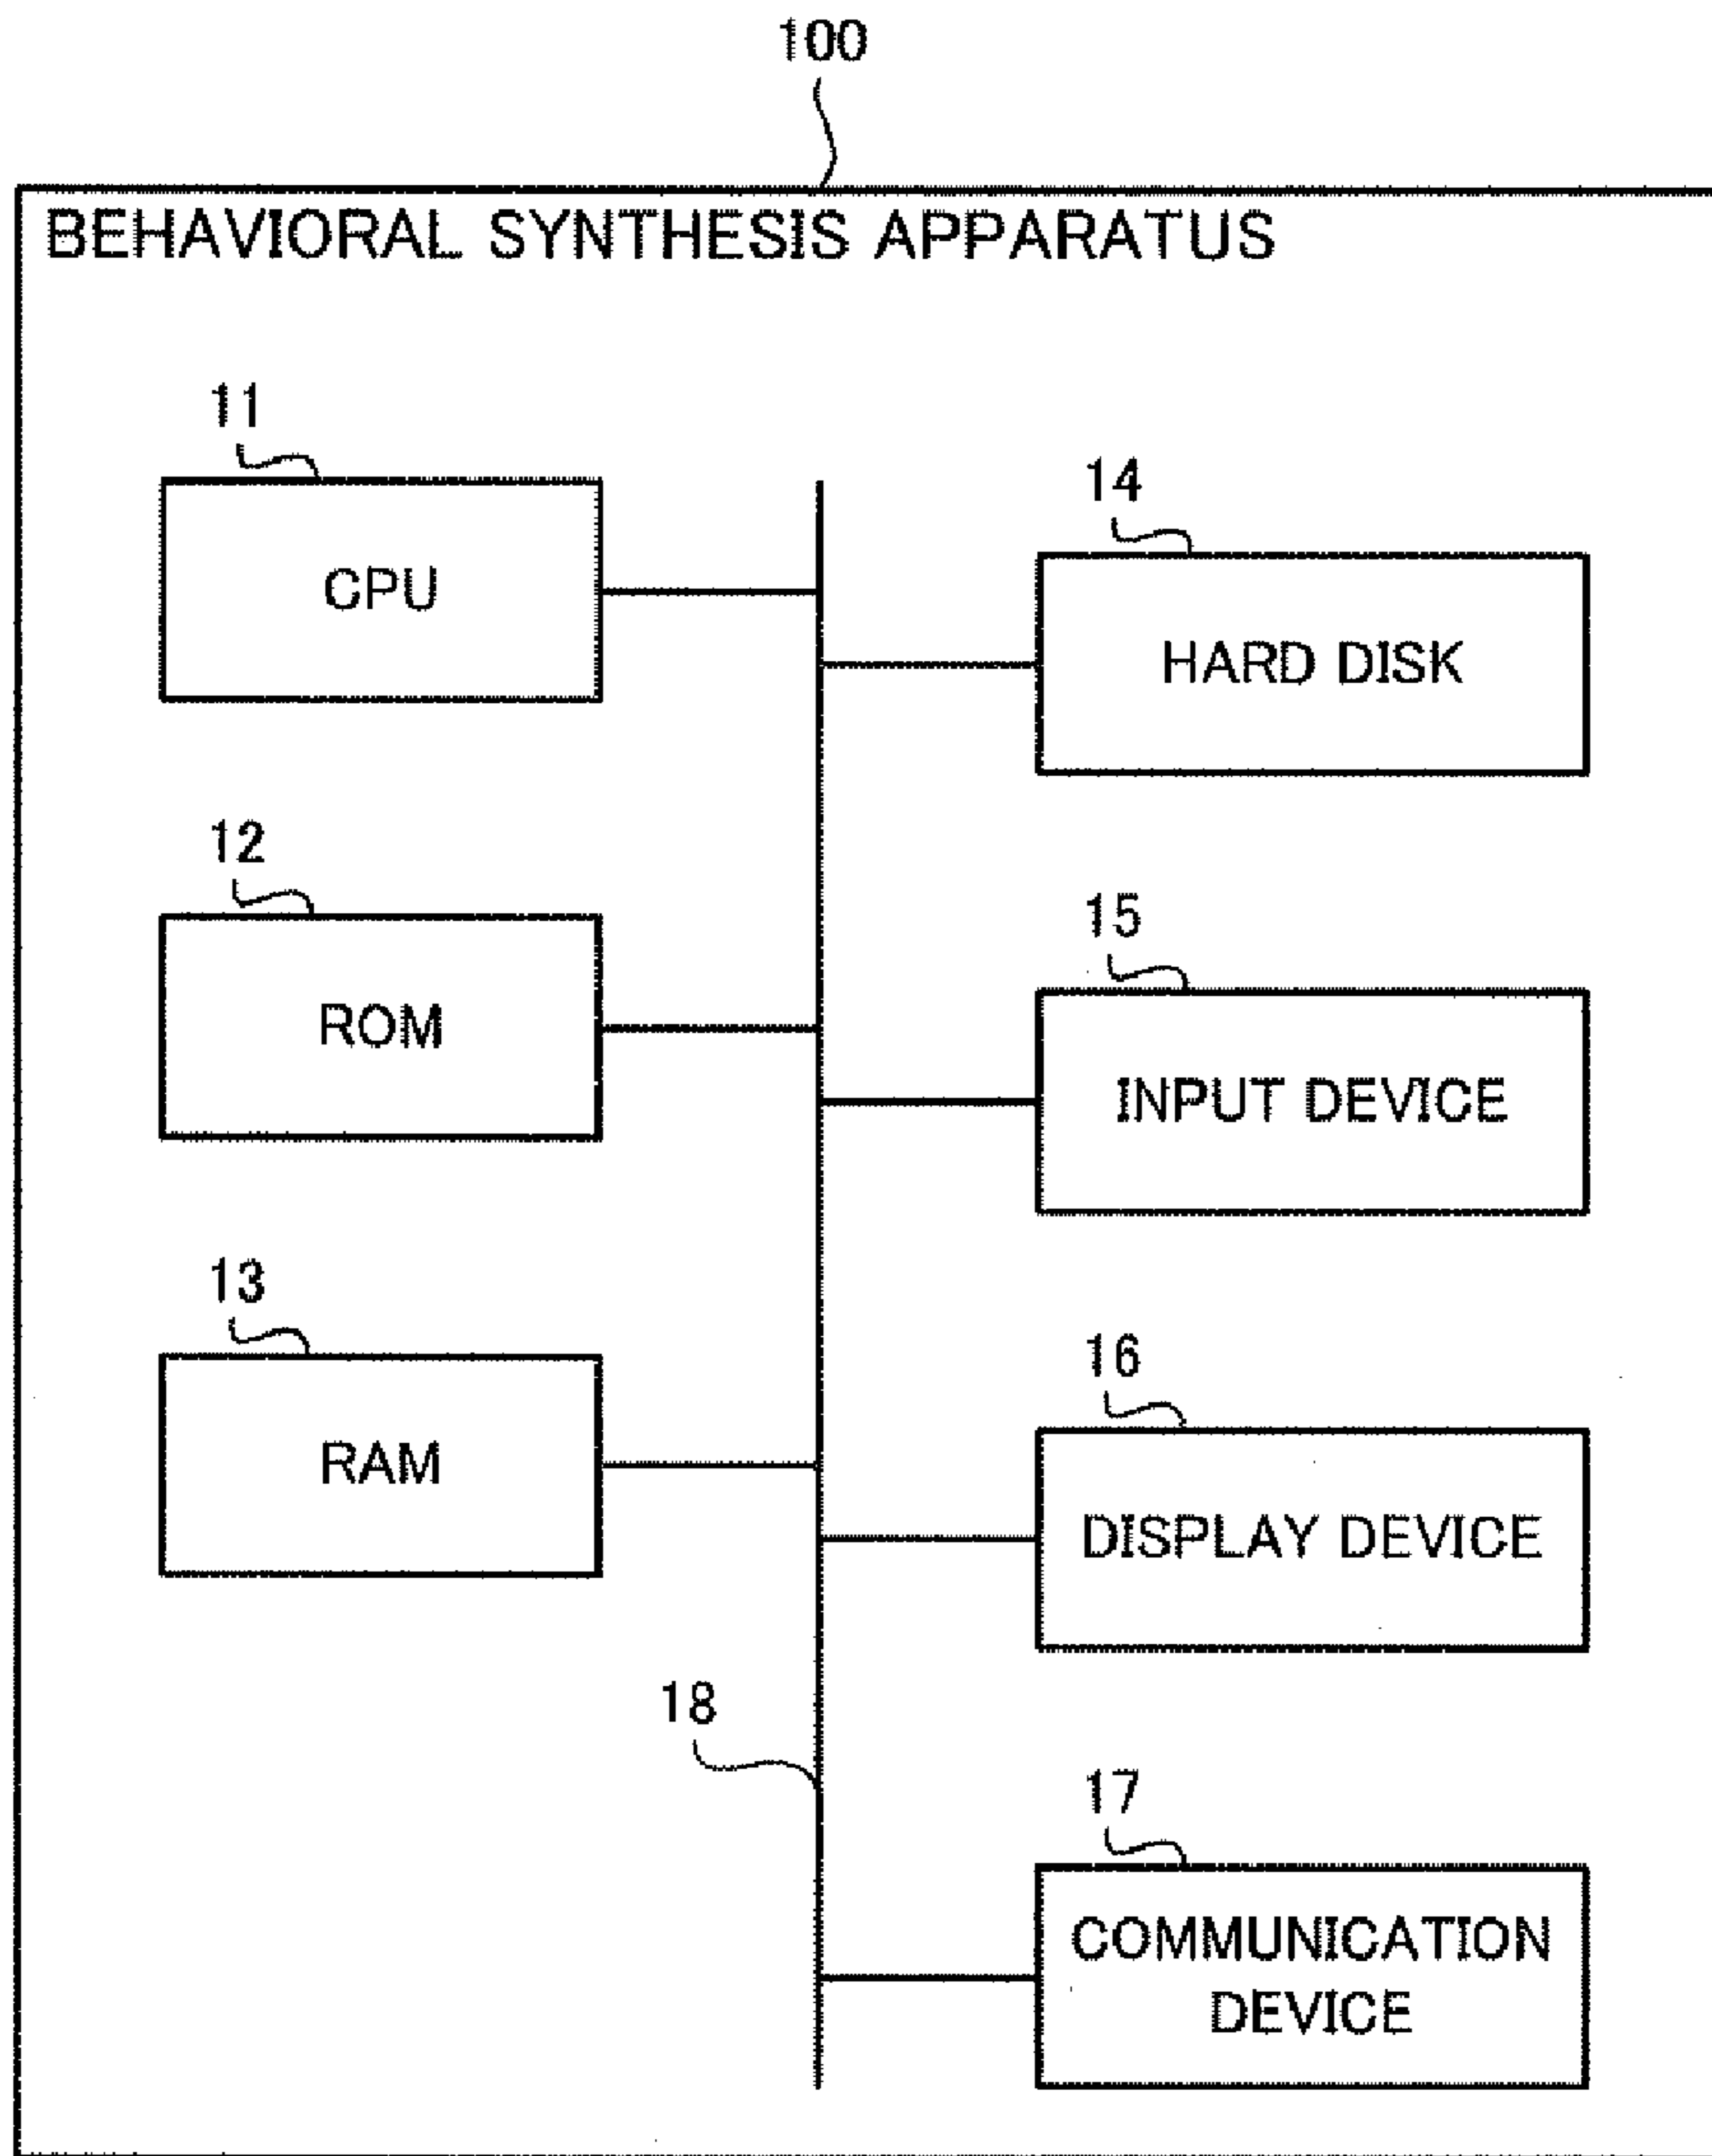 100
BEHAVIORAL SYNTHESIS APPARATUS
11
CPU
14
HARD DISK
12
ROM
15
INPUT DEVICE
13
RAM
16
DISPLAY DEVICE
18
17
COMMUNICATION
DEVICE